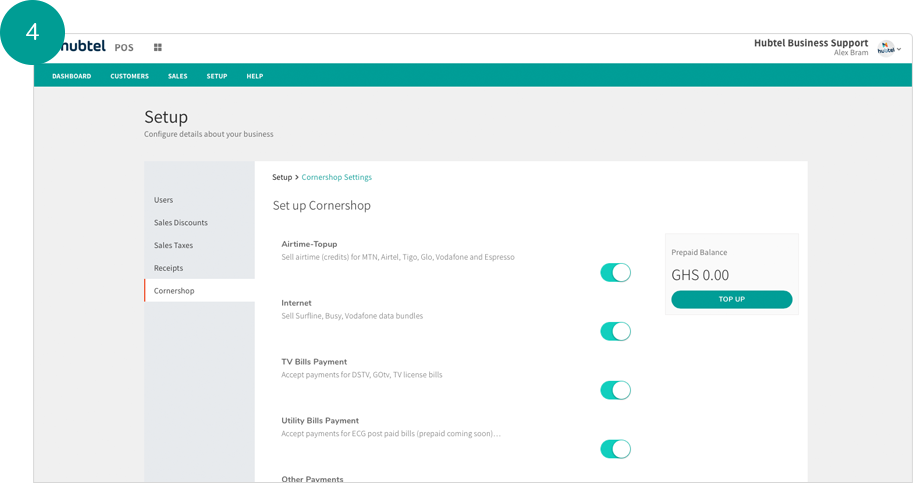 4
hubtel POS
Hubtel Business Support
Alex Bram
hubtel
DASHBOARD CUSTOMERS SALES SETUP HELP
Setup
Configure details about your business
Users
Sales Discounts
Sales Taxes
Receipts
Cornershop
Setup > Cornershop Settings
Set up Cornershop
Airtime-Topup
Sell airtime (credits) for MTN, Airtel, Tigo, Glo, Vodafone and Espresso
Internet
Sell Surfline, Busy, Vodafone data bundles
TV Bills Payment
Accept payments for DSTV, GOtv, TV license bills
Utility Bills Payment
Accept payments for ECG post paid bills (prepaid coming soon)...
Other Payments
Prepaid Balance
GHS 0.00
TOP UP